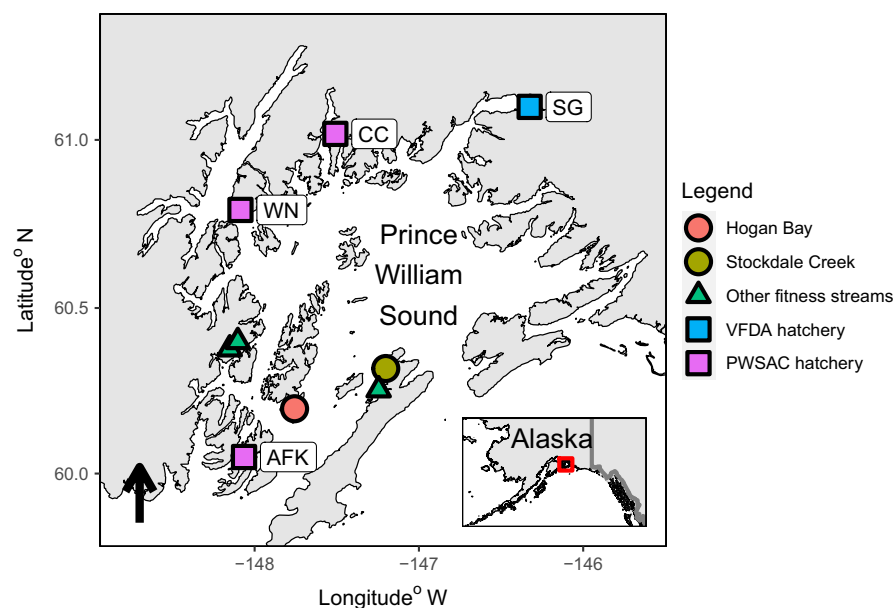 SG
CC
61.0
WN
Prince
William
Sound
Latitude° N
60.5
AFK
60.0
Alaska
−148
−147
−146
Longitude° W
Legend
Hogan Bay
Stockdale Creek
Other fitness streams
VFDA hatchery
PWSAC hatchery